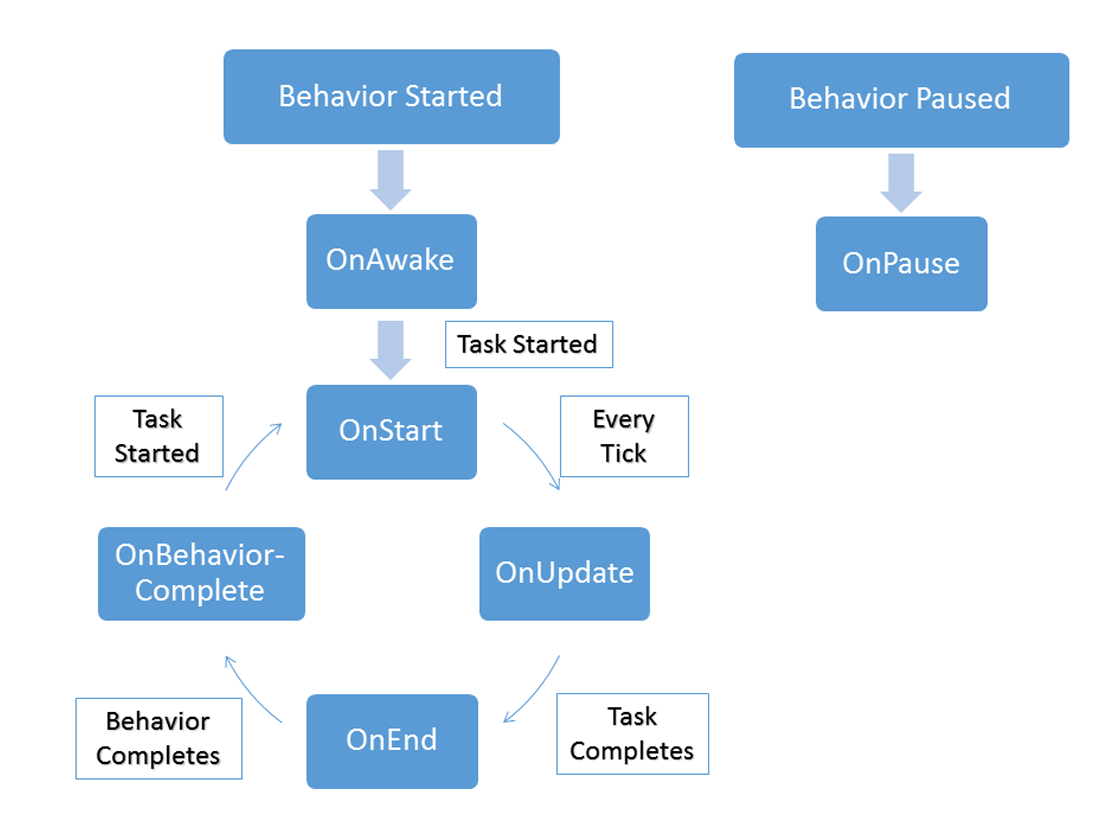 Behavior Started
Behavior Paused
OnAwake
OnPause
Task Started
OnStart
Task
Started
Every
Tick
OnBehavior-
Complete
OnUpdate
OnEnd
Behavior
Completes
Task
Completes